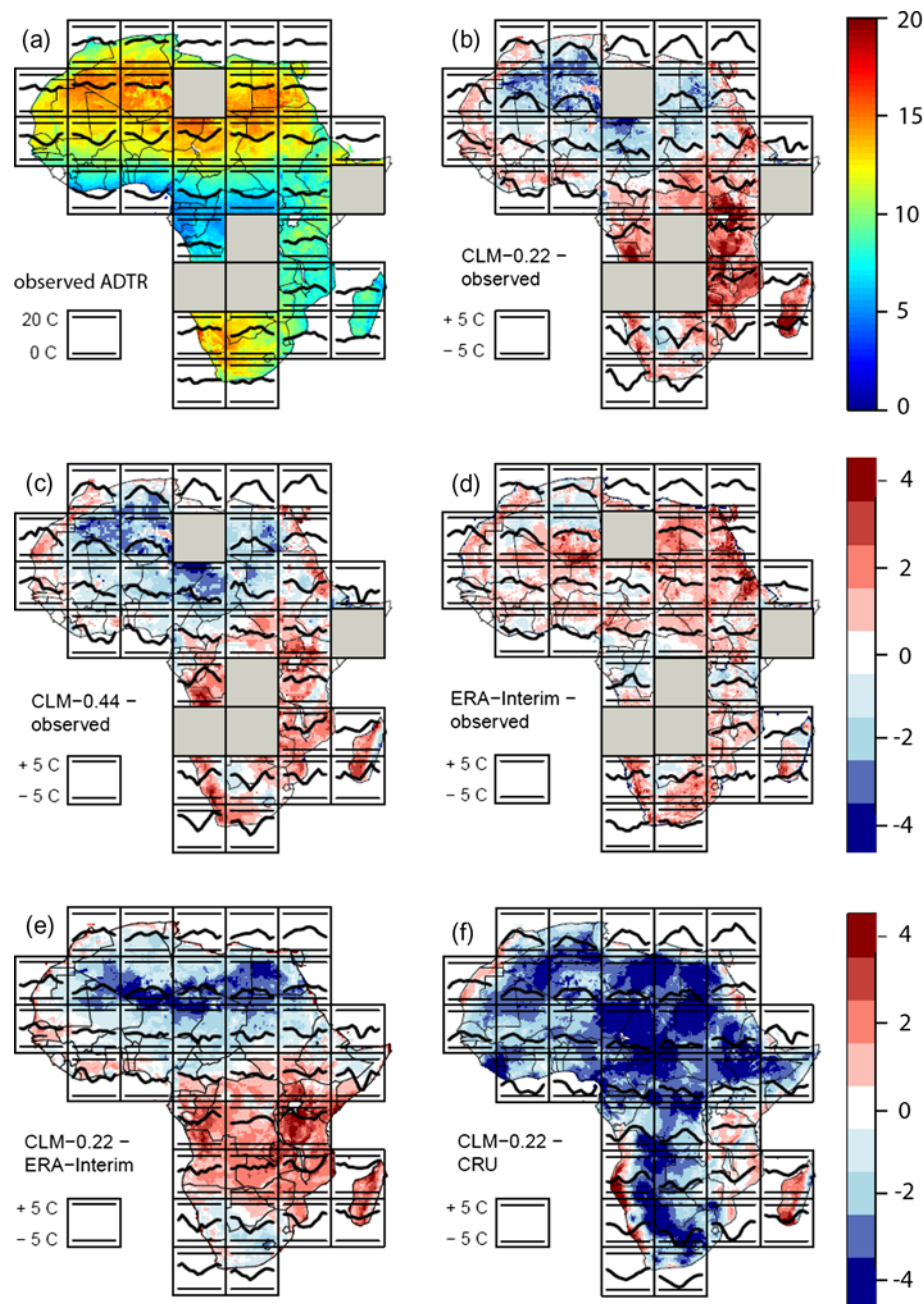 (a)
observed ADTR
20 C
0 C
(b)
CLM−0.22 −
observed
+ 5 C
− 5 C
20
15
10
5
0
(c)
CLM−0.44 −
observed
+ 5 C
− 5 C
(d)
ERA−Interim −
observed
+ 5 C
− 5 C
4
2
0
-2
-4
(e)
CLM−0.22 −
ERA−Interim
+ 5 C
− 5 C
(f)
CLM−0.22 −
CRU
+ 5 C
− 5 C
4
2
0
-2
-4